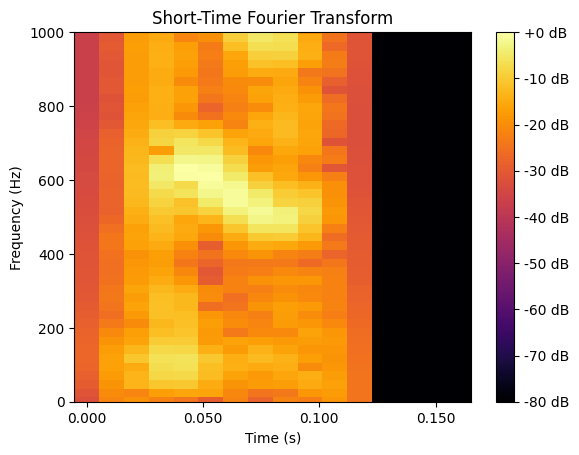 Short-Time Fourier Transform
Frequency (Hz)
1000
800
600
400
200
0
0.000 0.050 0.100 0.150
Time (s)
+0 dB
-10 dB
-20 dB
-30 dB
-40 dB
-50 dB
-60 dB
-70 dB
-80 dB